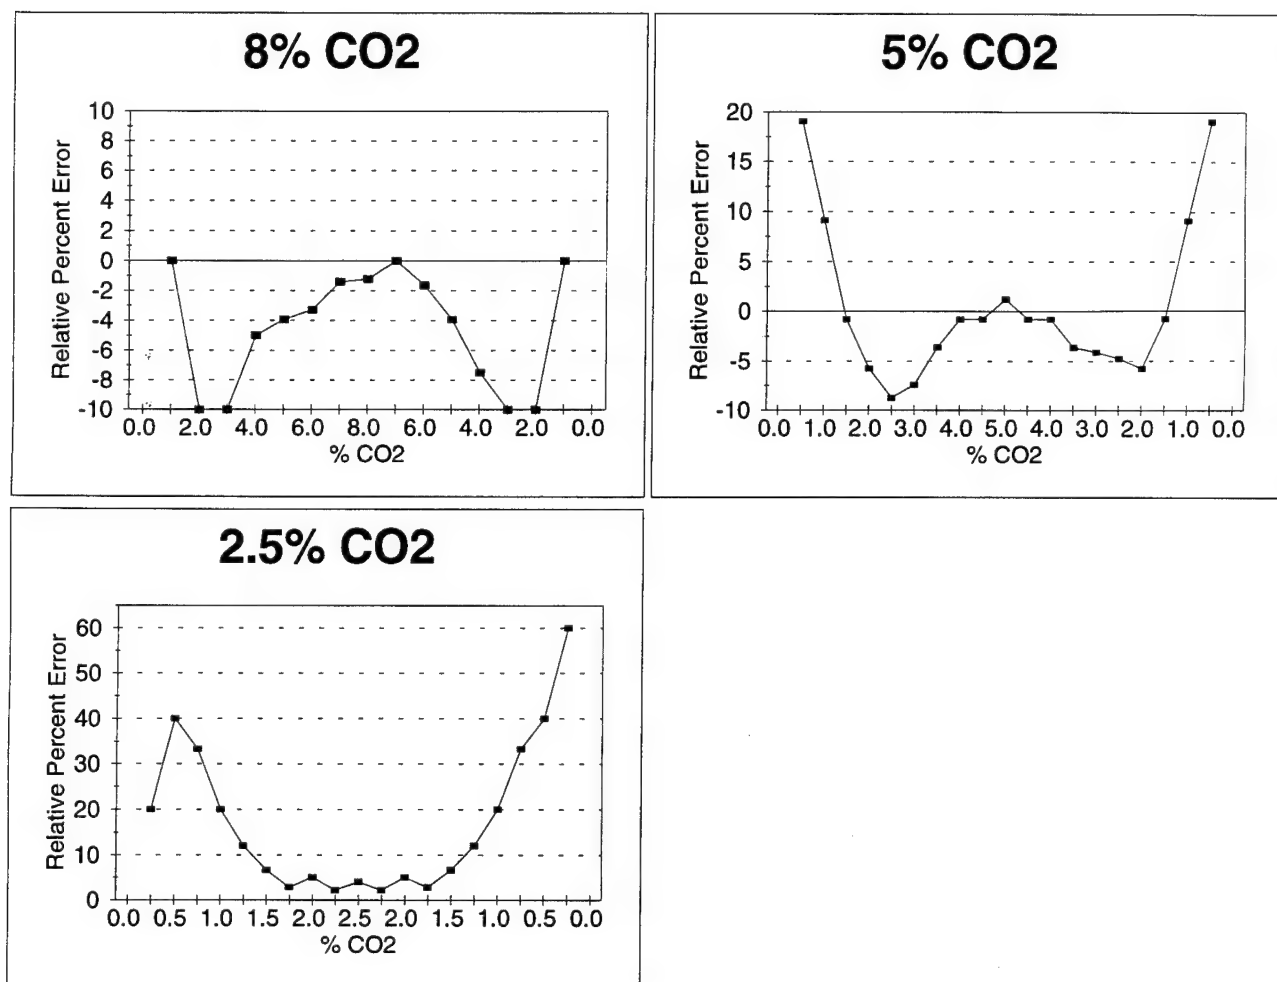 8% CO2
Relative Percent Error
10
8
6
4
2
0
-2
-4
-6
-8
-10
0.0 2.0 4.0 6.0 8.0 6.0 4.0 2.0 0.0
% CO2
5% CO2
Relative Percent Error
20
15
10
5
0
-5
-10
0.0 1.0 2.0 3.0 4.0 5.0 4.0 3.0 2.0 1.0 0.0
% CO2
2.5% CO2
Relative Percent Error
60
50
40
30
20
10
0
0.0 0.5 1.0 1.5 2.0 2.5 2.0 1.5 1.0 0.5 0.0
% CO2